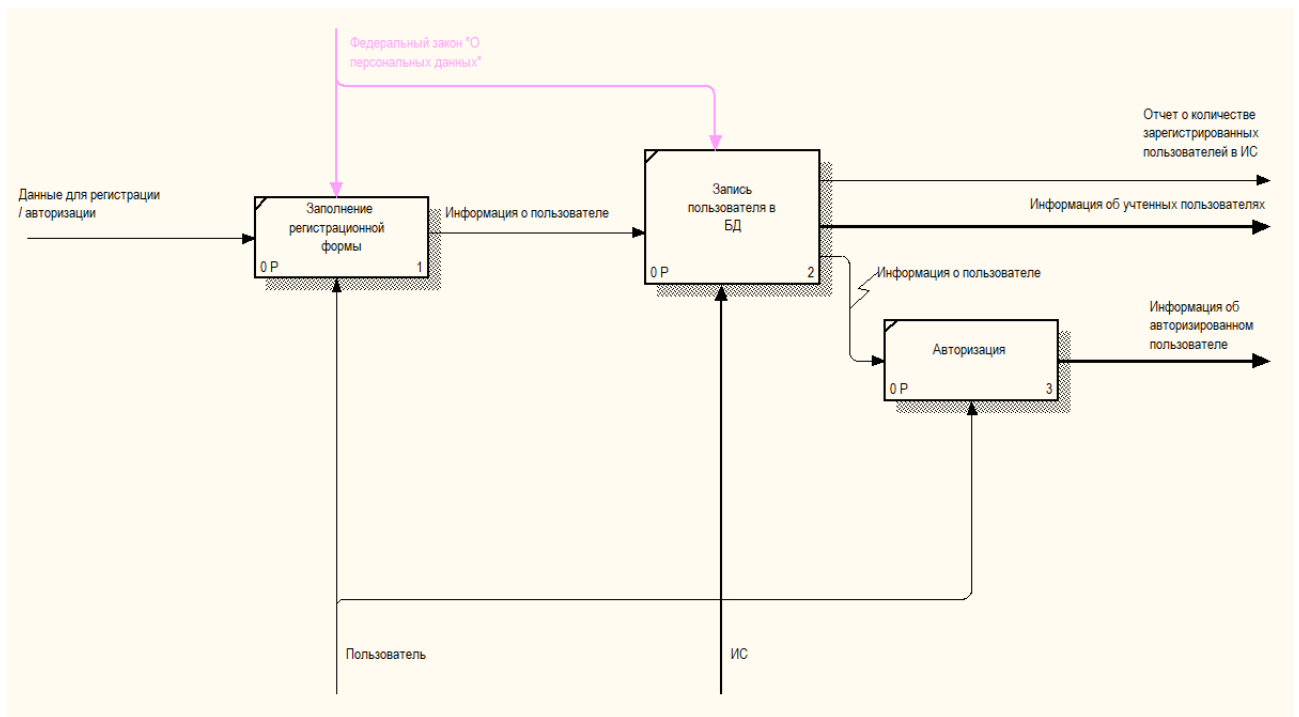 Федеральный закон "О
персональных данных"
Отчет о количестве
зарегистрированных
пользователей в ИС
Данные для регистрации
/ авторизации
Заполнение
регистрационной
формы
0 Р
1
Информация о пользователе
Запись
пользователя в
БД
0 Р
2
Информация об учтенных пользователях
Информация о пользователе
Информация об
авторизированном
пользователе
Авторизация
0 Р
3
Пользователь
ИС